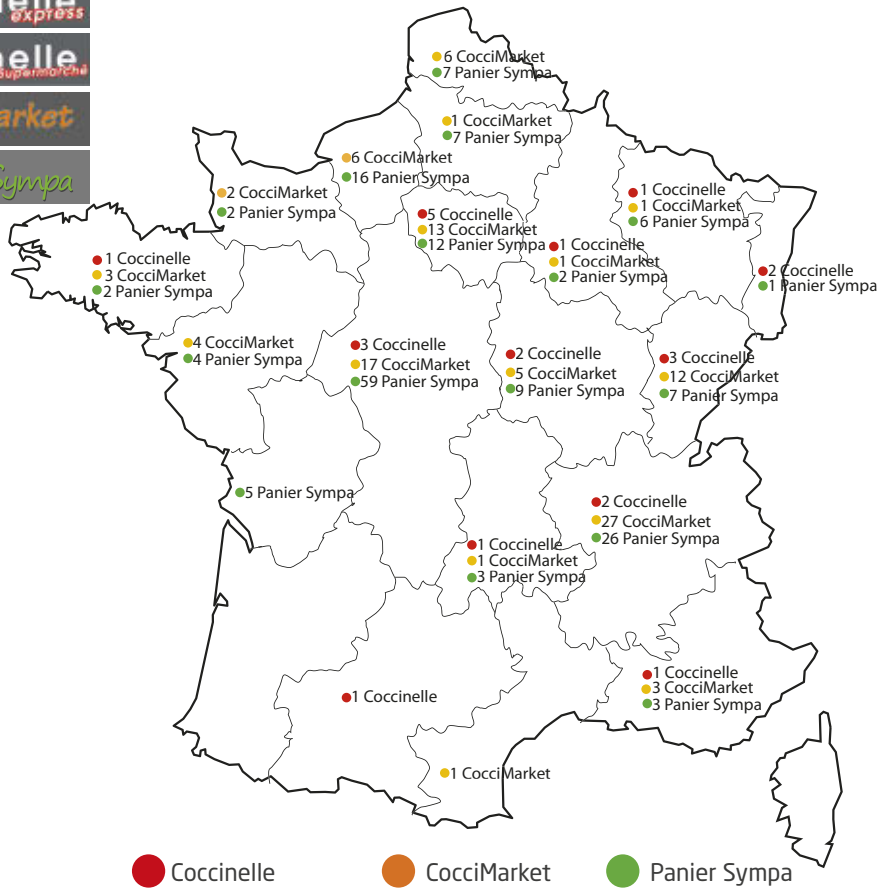 express
elle
Supermarché
arket
Sympa
6 CocciMarket
7 Panier Sympa
1 CocciMarket
7 Panier Sympa
6 CocciMarket
16 Panier Sympa
2 CocciMarket
2 Panier Sympa
1 Coccinelle
1 CocciMarket
6 Panier Sympa
5 Coccinelle
13 CocciMarket
12 Panier Sympa
1 Coccinelle
1 CocciMarket
2 Panier Sympa
1 Coccinelle
3 CocciMarket
2 Panier Sympa
2 Coccinelle
1 Panier Sympa
4 CocciMarket
4 Panier Sympa
3 Coccinelle
17 CocciMarket
59 Panier Sympa
2 Coccinelle
5 CocciMarket
9 Panier Sympa
3 Coccinelle
12 CocciMarket
7 Panier Sympa
5 Panier Sympa
2 Coccinelle
27 CocciMarket
26 Panier Sympa
1 Coccinelle
1 CocciMarket
3 Panier Sympa
1 Coccinelle
3 CocciMarket
3 Panier Sympa
1 Coccinelle
1 CocciMarket
Coccinelle
CocciMarket
Panier Sympa